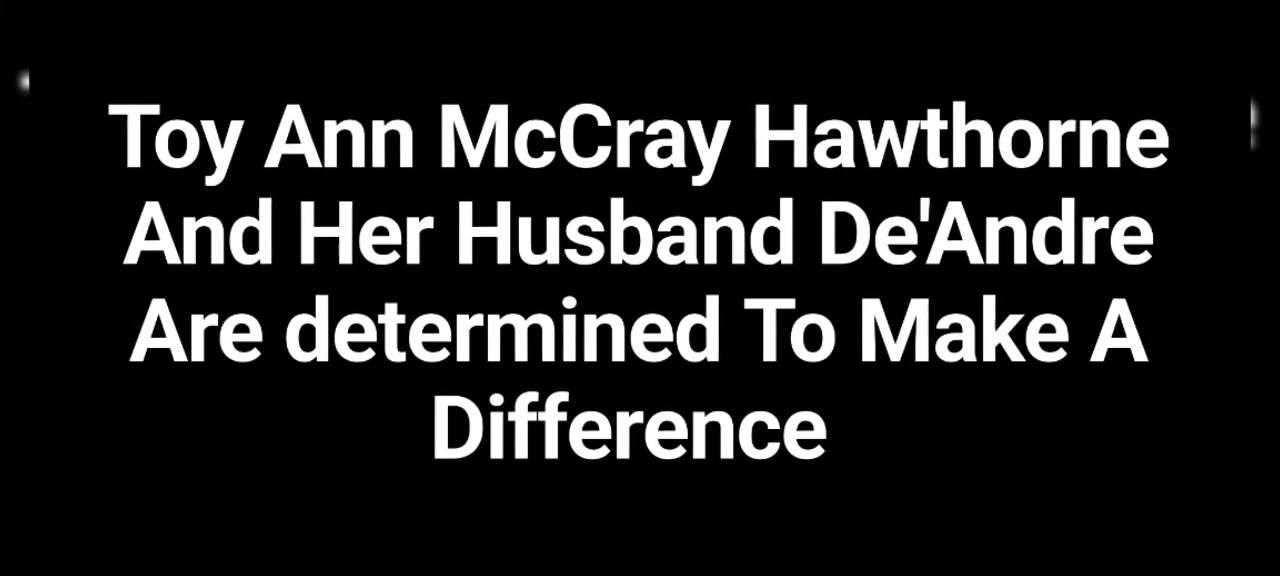 Toy Ann McCray Hawthorne
And Her Husband De'Andre
Are determined To Make A
Difference